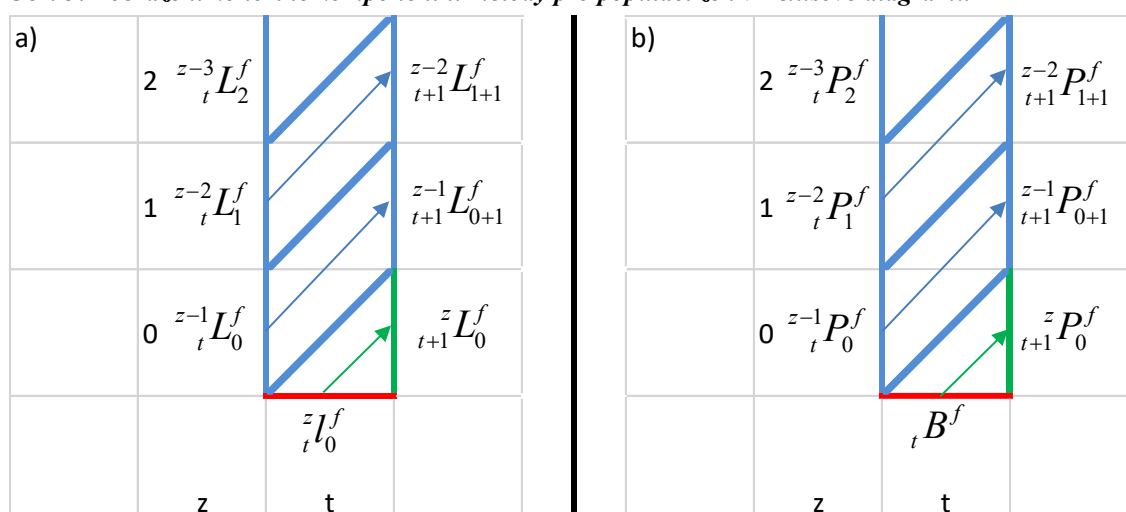 a)
2 ^{z-3}_{t}L^{f}_{2} ^{z-2}_{t+1}L^{f}_{1+1}
1 ^{z-2}_{t}L^{f}_{1} ^{z-1}_{t+1}L^{f}_{0+1}
0 ^{z-1}_{t}L^{f}_{0} ^{z}_{t+1}L^{f}_{0}
^{z}_{t}l^{f}_{0}
z t
b)
2 ^{z-3}_{t}P^{f}_{2} ^{z-2}_{t+1}P^{f}_{1+1}
1 ^{z-2}_{t}P^{f}_{1} ^{z-1}_{t+1}P^{f}_{0+1}
0 ^{z-1}_{t}P^{f}_{0} ^{z}_{t+1}P^{f}_{0}
_{t}B^{f}
z t